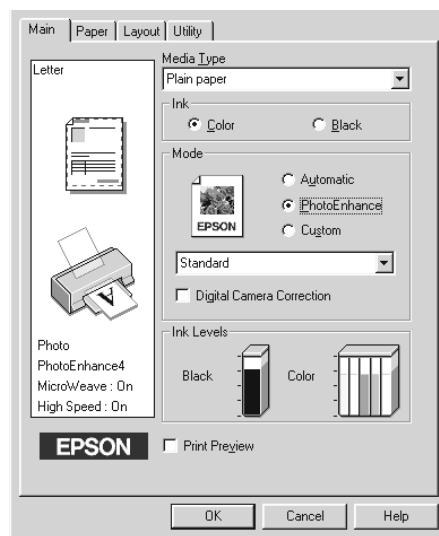 Main Paper Layout Utility
Letter
Media Type
Plain paper
Ink
Color Black
Mode
Automatic
PhotoEnhance
Custom
EPSON
Standard
Digital Camera Correction
Ink Levels
Black Color
A
Photo
PhotoEnhance4
MicroWeave : On
High Speed : On
EPSON
Print Preview
OK Cancel Help